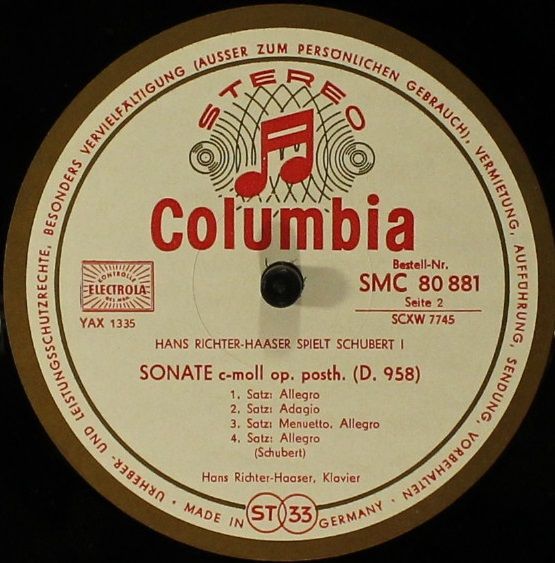 URHEBER- UND LEISTUNGSSCHUTZRECHTE, BESONDERS VERVIELFÄLTIGUNG (AUSSER ZUM PERSÖNLICHEN GEBRAUCH), VERMIETUNG, AUFFÜHRUNG, SENDUNG, VORBEHALTEN •
STEREO
Columbia
KONTROLLE
ELECTROLA
YAX 1335
Bestell-Nr.
SMC 80 881
Seite 2
SCXW 7745
HANS RICHTER-HAASER SPIELT SCHUBERT I
SONATE c-moll op. posth. (D. 958)
1. Satz: Allegro
2. Satz: Adagio
3. Satz: Menuetto. Allegro
4. Satz: Allegro
(Schubert)
Hans Richter-Haaser, Klavier
• MADE IN ST 33 GERMANY •